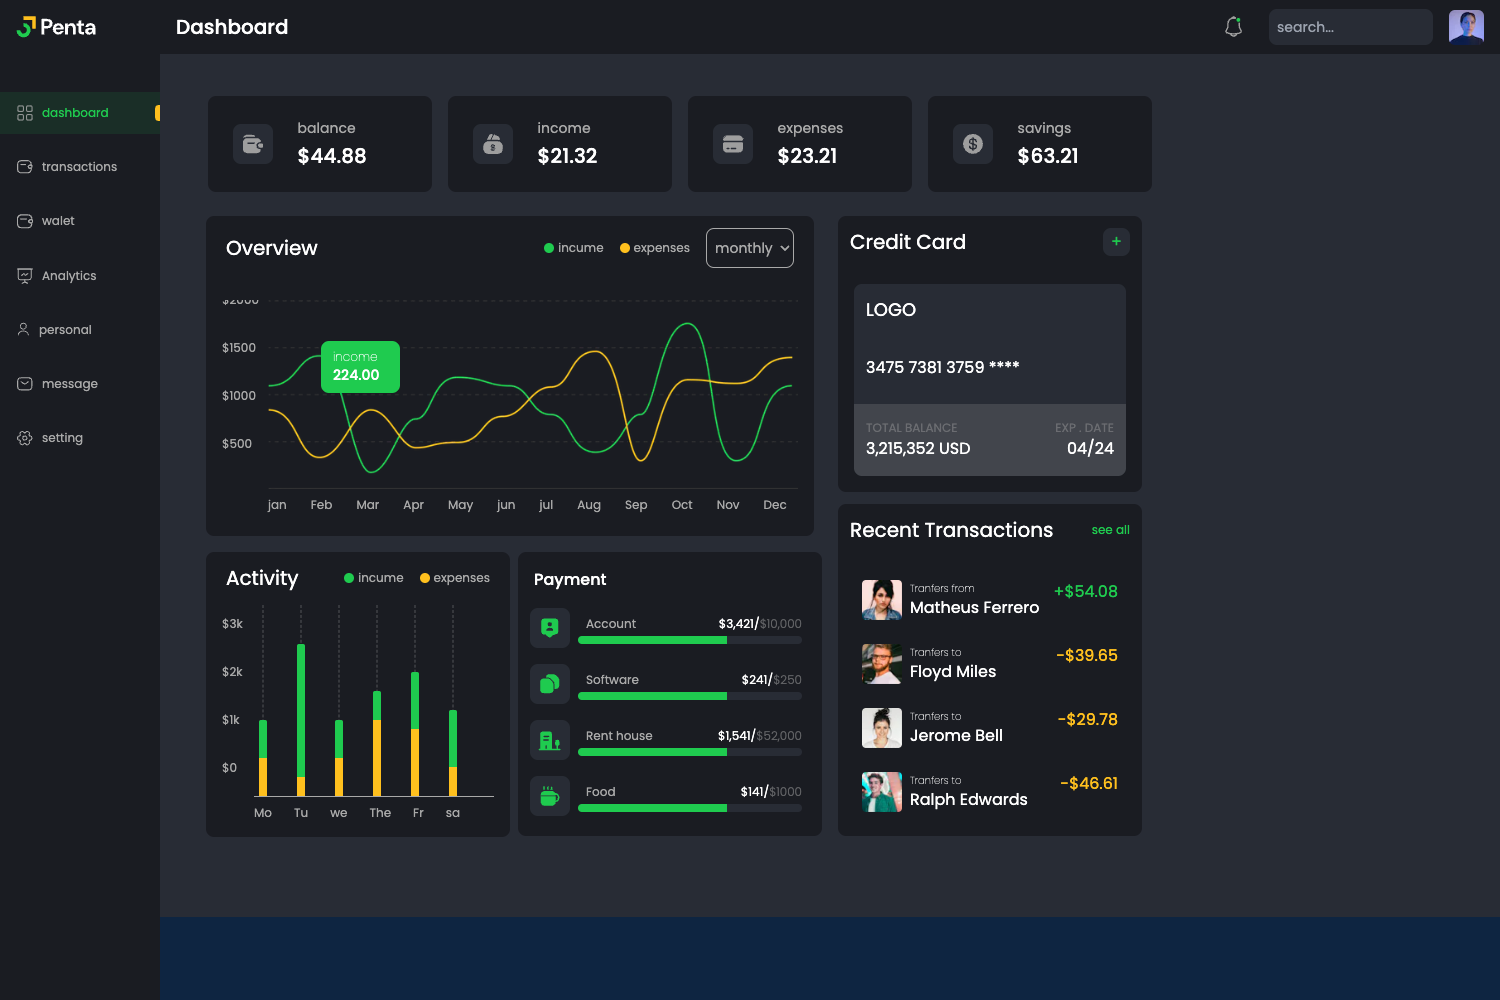 Penta
Dashboard
search...
dashboard
transactions
walet
Analytics
personal
message
setting
balance
$44.88
income
$21.32
expenses
$23.21
savings
$63.21
Overview
incume
expenses
monthly
$2000
$1500
$1000
$500
income
224.00
jan Feb Mar Apr May jun jul Aug Sep Oct Nov Dec
Credit Card
+
LOGO
3475 7381 3759 ****
TOTAL BALANCE EXP . DATE
3,215,352 USD 04/24
Activity
income
expenses
$3k
$2k
$1k
$0
Mo Tu we The Fr sa
Payment
Account $3,421/$10,000
Software $241/$250
Rent house $1,541/$52,000
Food $141/$1000
Recent Transactions see all
Tranfers from
Matheus Ferrero +$54.08
Tranfers to
Floyd Miles -$39.65
Tranfers to
Jerome Bell -$29.78
Tranfers to
Ralph Edwards -$46.61